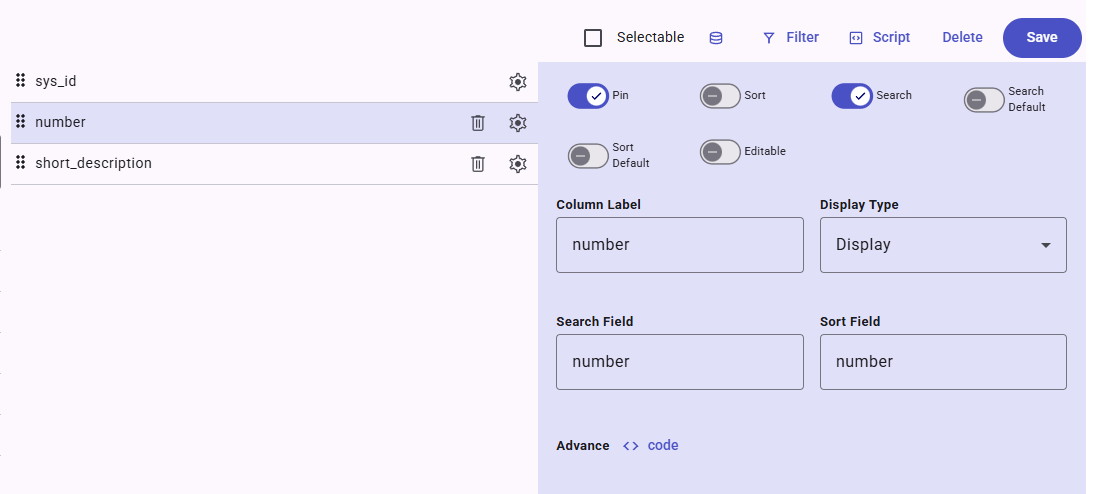 Selectable
Filter
Script
Delete
Save
sys_id
number
short_description
Pin
Sort
Search
Search
Default
Sort
Default
Editable
Column Label
Display Type
number
Display
Search Field
Sort Field
number
number
Advance
code